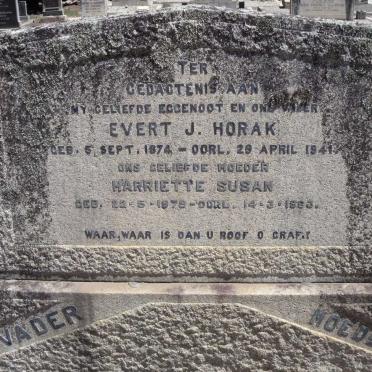 TER
GEDACTENIS AAN
MY GELIEFDE EGGENOOT EN ONS VADER
EVERT J. HORAK
GEB. 5 SEPT. 1874 – OORL. 29 APRIL 1941.
ONS GELIEFDE MOEDER
HARRIETTE SUSAN
GEB. 22-5-1879 – OORL. 14-3-1963.
WAAR, WAAR IS DAN U ROOF O GRAF.!
VADER
MOEDER